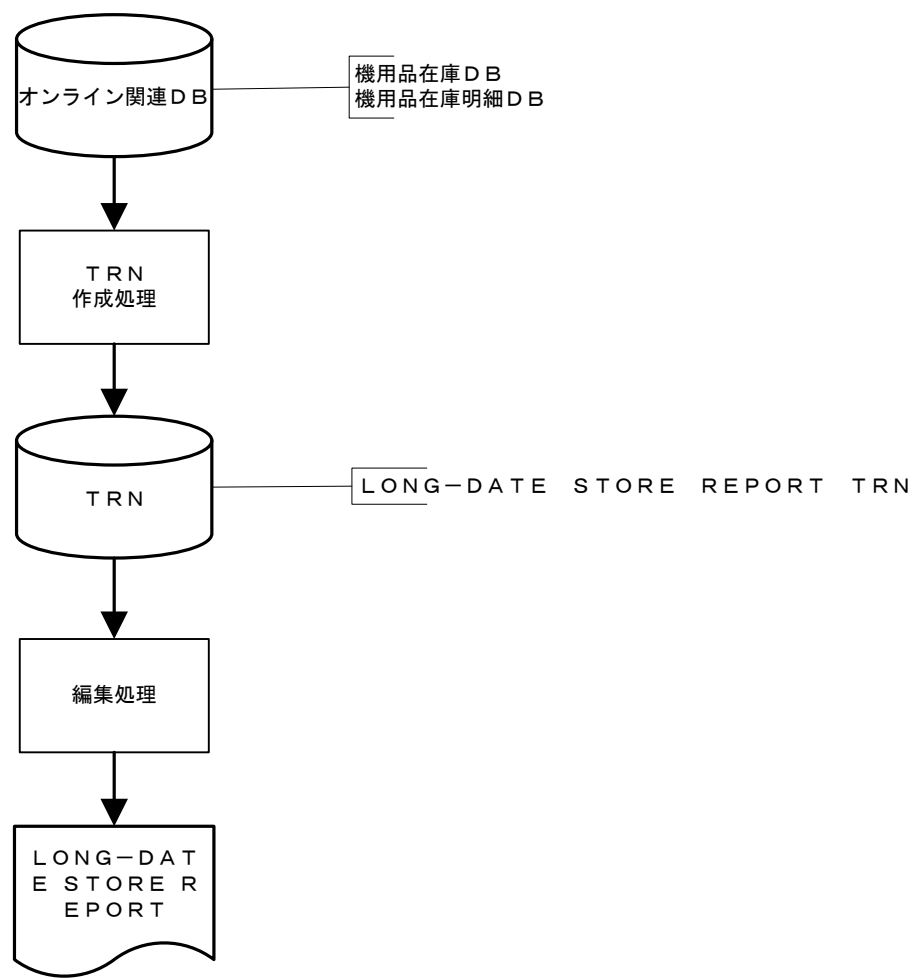 オンライン関連ＤＢ
機用品在庫ＤＢ
機用品在庫明細ＤＢ
ＴＲＮ
作成処理
ＴＲＮ
ＬＯＮＧ－ＤＡＴＥ　ＳＴＯＲＥ　ＲＥＰＯＲＴ　ＴＲＮ
編集処理
ＬＯＮＧ－ＤＡＴ
Ｅ ＳＴＯＲＥ Ｒ
ＥＰＯＲＴ